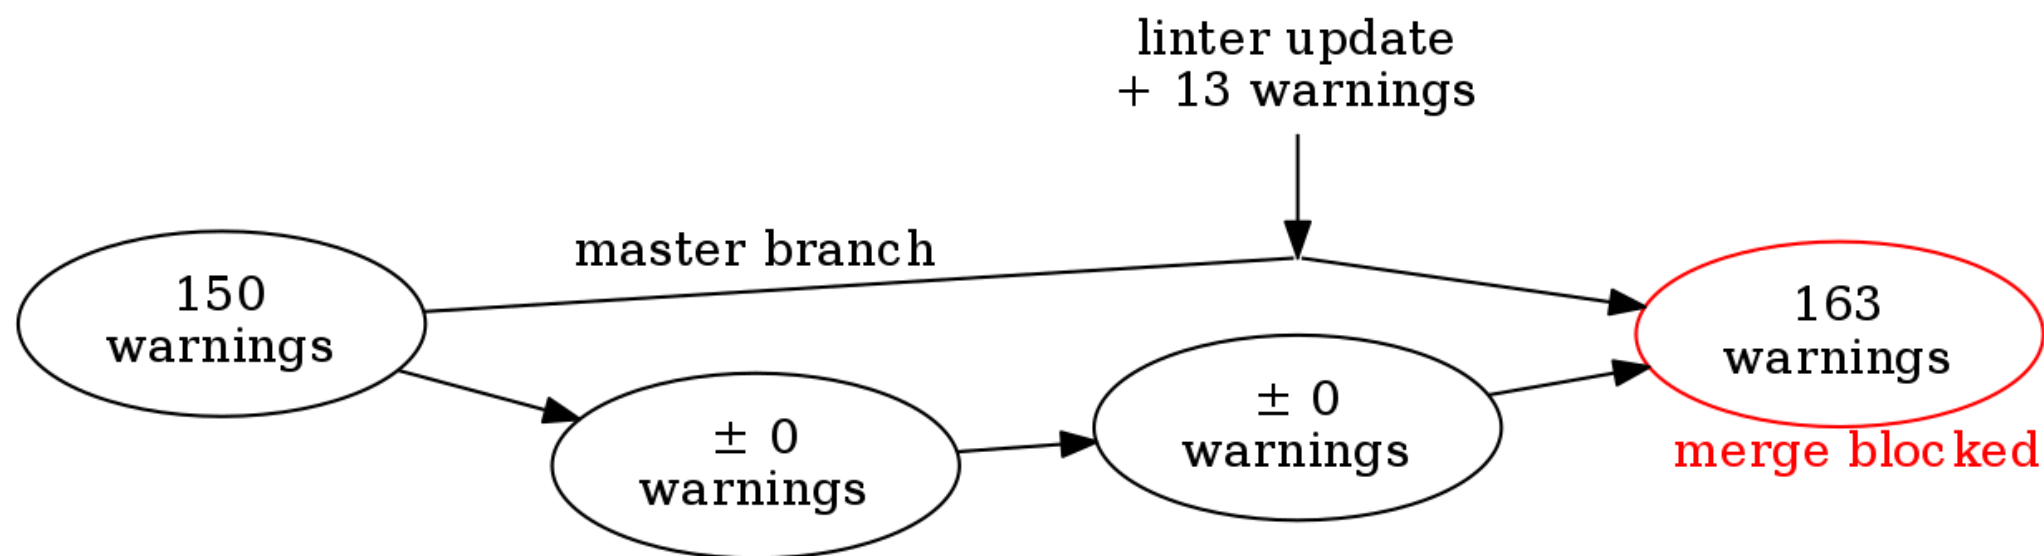 linter update
+ 13 warnings
master branch
150
warnings
± 0
warnings
± 0
warnings
163
warnings
merge blocked